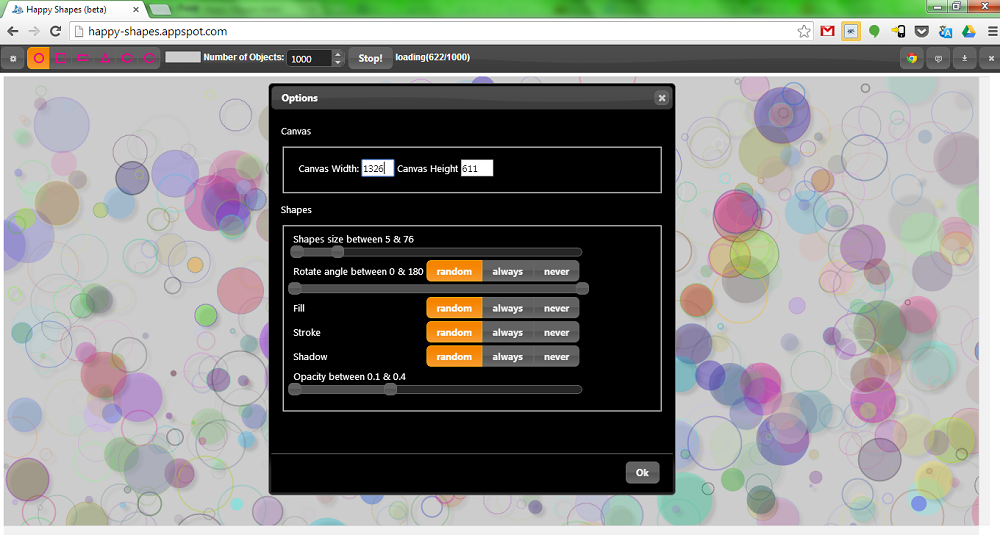 Happy Shapes (beta)
happy-shapes.appspot.com
Number of Objects: 1000 Stop! loading(622/1000)
Options
Canvas
Canvas Width: 1326 Canvas Height 611
Shapes
Shapes size between 5 & 76
Rotate angle between 0 & 180 random always never
Fill random always never
Stroke random always never
Shadow random always never
Opacity between 0.1 & 0.4
Ok